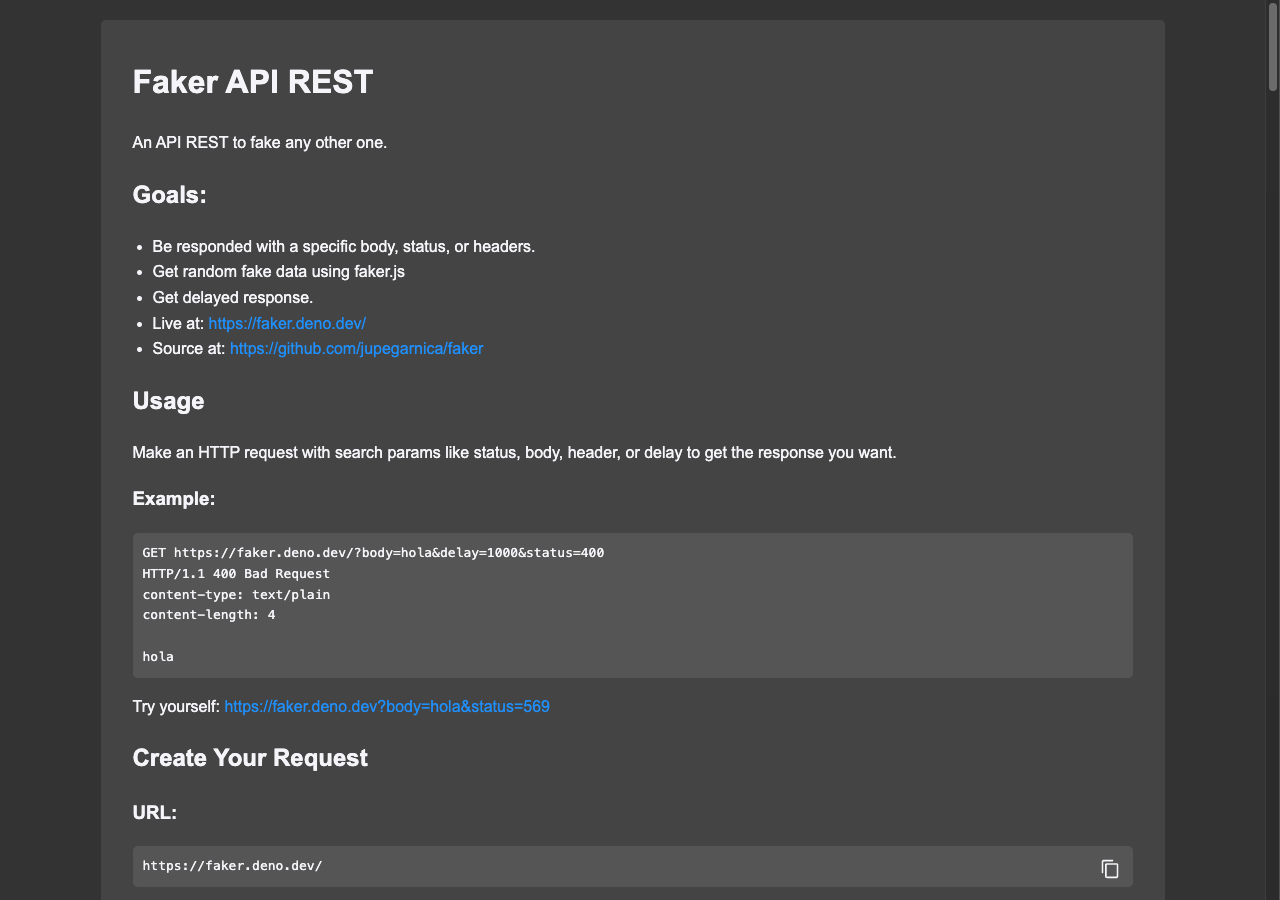 Faker API REST
An API REST to fake any other one.
Goals:
• Be responded with a specific body, status, or headers.
• Get random fake data using faker.js
• Get delayed response.
• Live at: https://faker.deno.dev/
• Source at: https://github.com/jupegarnica/faker
Usage
Make an HTTP request with search params like status, body, header, or delay to get the response you want.
Example:
GET https://faker.deno.dev/?body=hola&delay=1000&status=400
HTTP/1.1 400 Bad Request
content-type: text/plain
content-length: 4
hola
Try yourself: https://faker.deno.dev?body=hola&status=569
Create Your Request
URL:
https://faker.deno.dev/